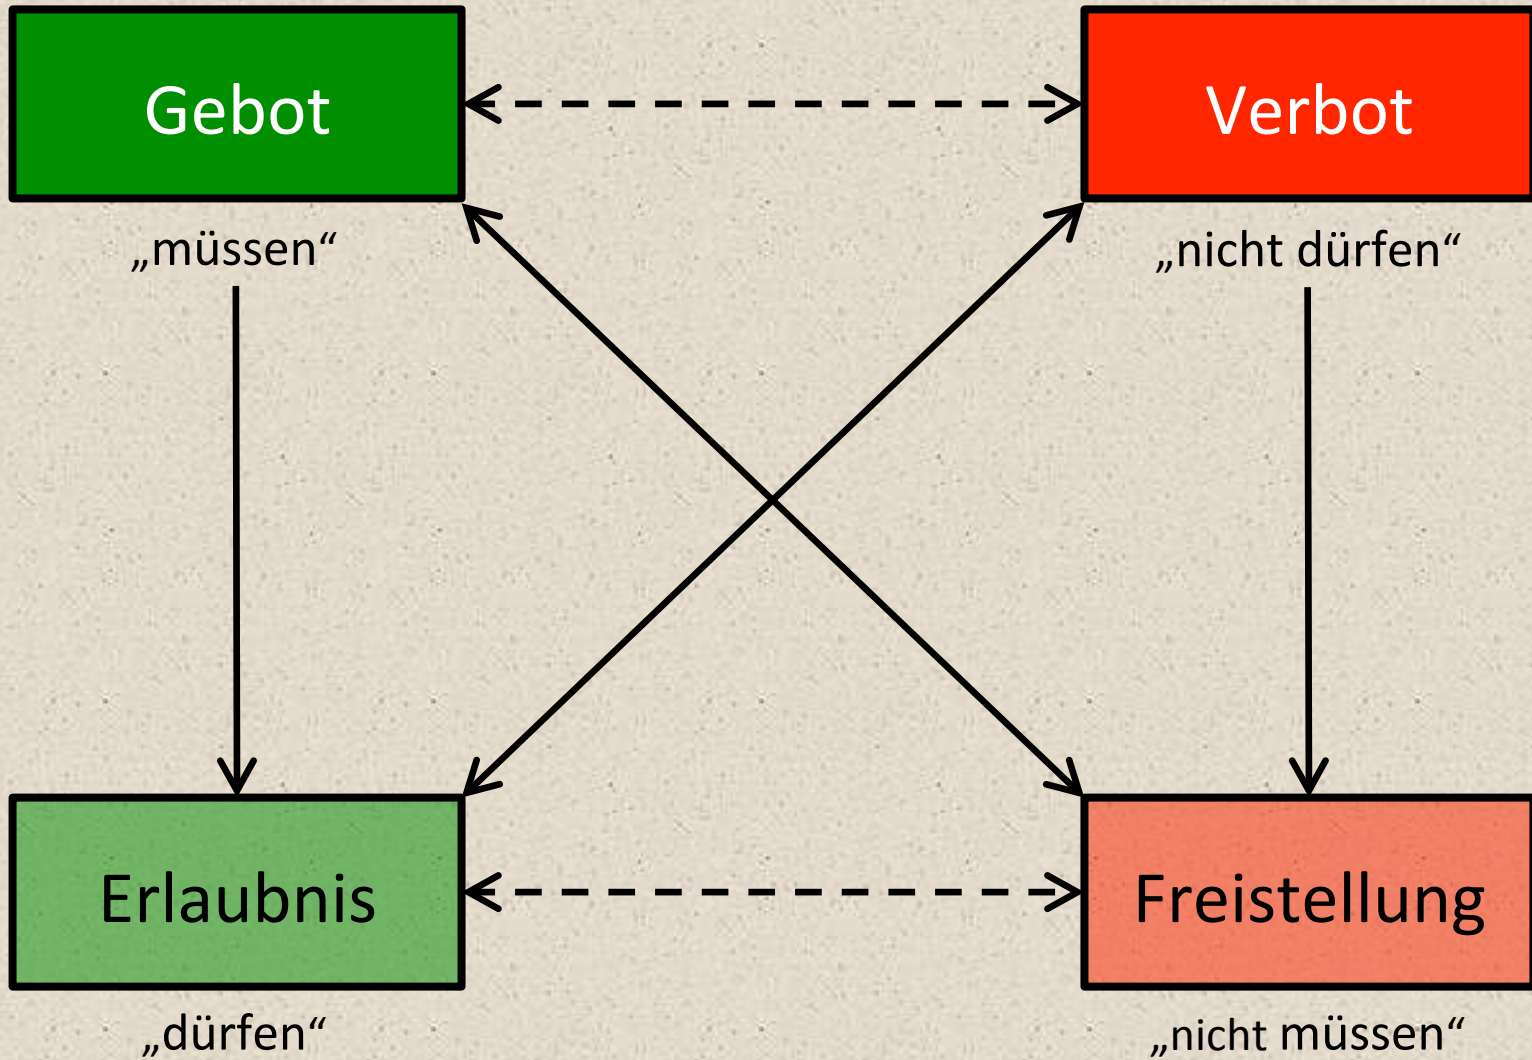 Gebot
Verbot
„müssen“
„nicht dürfen“
Erlaubnis
Freistellung
„dürfen“
„nicht müssen“